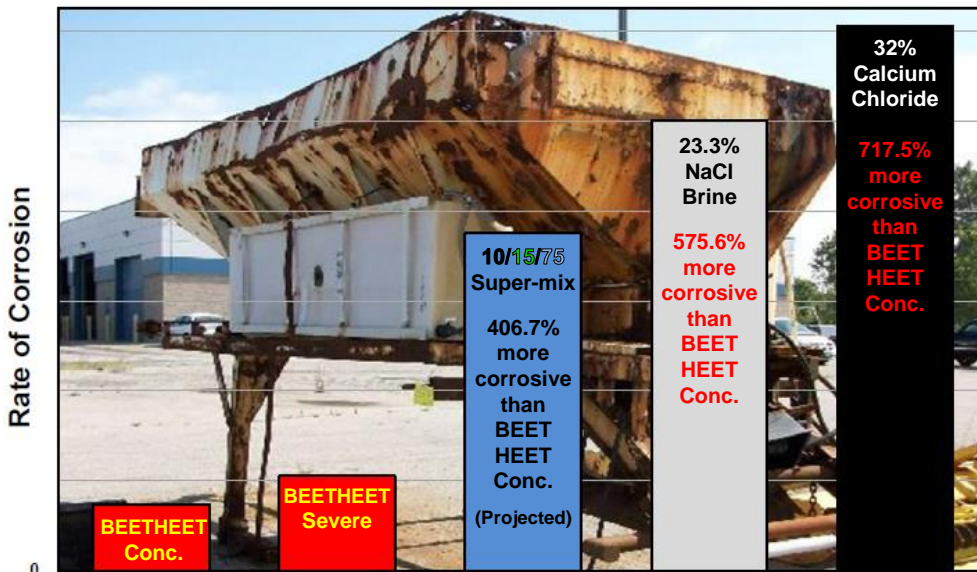 Rate of Corrosion
0
BEETHEET
Conc.
BEETHEET
Severe
10/15/75
Super-mix
406.7%
more
corrosive
than
BEET
HEET
Conc.
(Projected)
23.3%
NaCl
Brine
575.6%
more
corrosive
than
BEET
HEET
Conc.
32%
Calcium
Chloride
717.5%
more
corrosive
than
BEET
HEET
Conc.